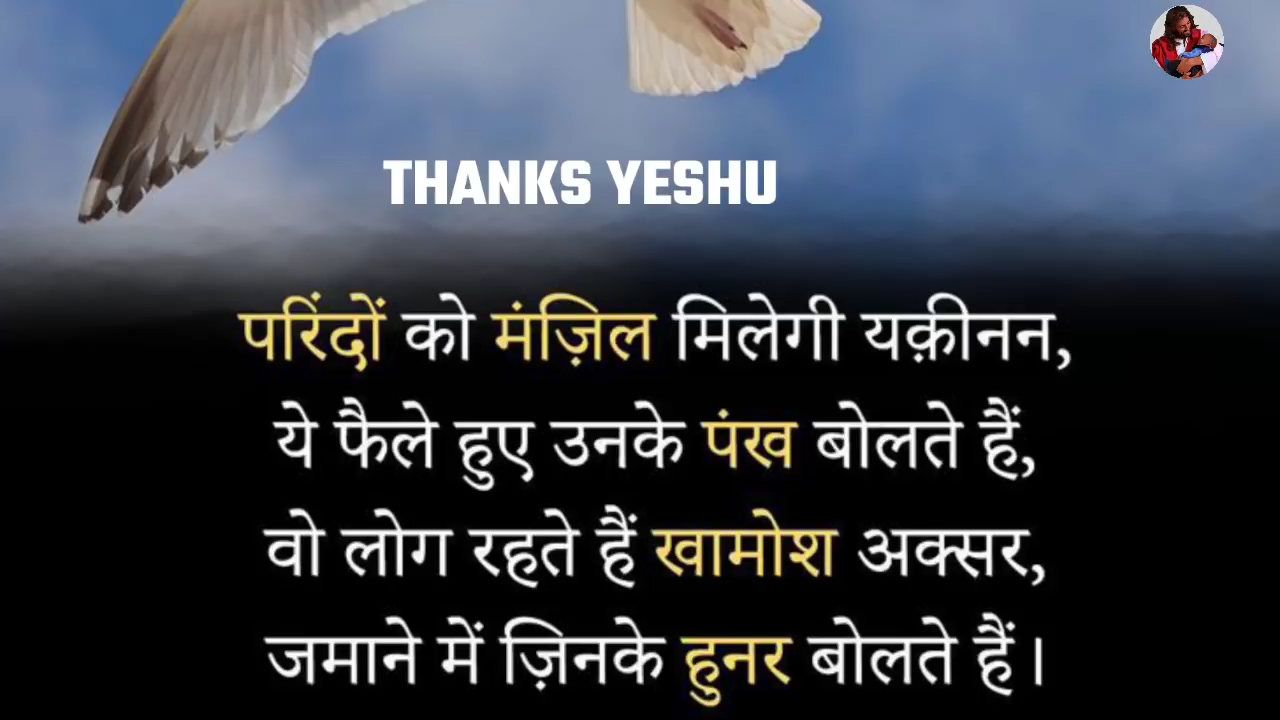 THANKS YESHU
परिंदों को मंज़िल मिलेगी यक़ीनन,
ये फैले हुए उनके पंख बोलते हैं,
वो लोग रहते हैं खामोश अक्सर,
जमाने में ज़िनके हुनर बोलते हैं।